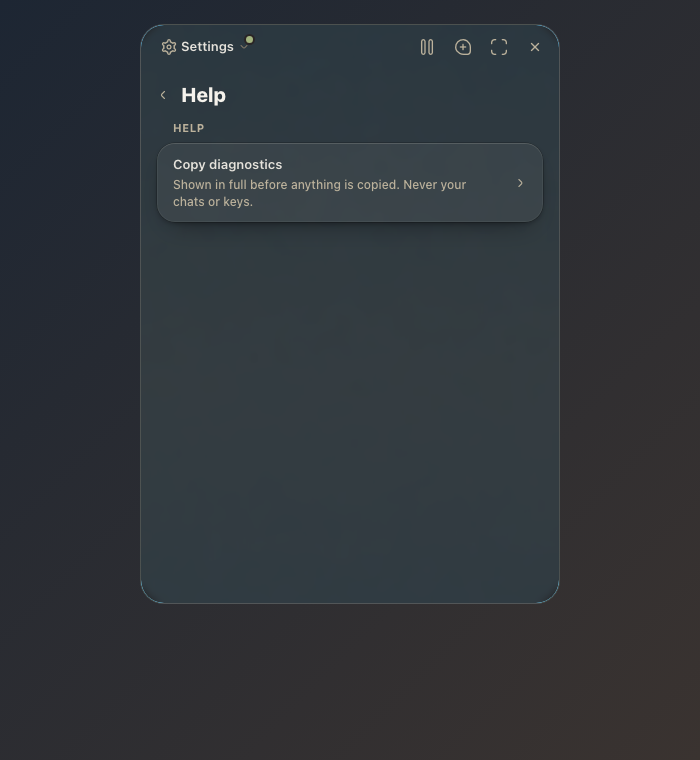 Settings
Help
HELP
Copy diagnostics
Shown in full before anything is copied. Never your
chats or keys.